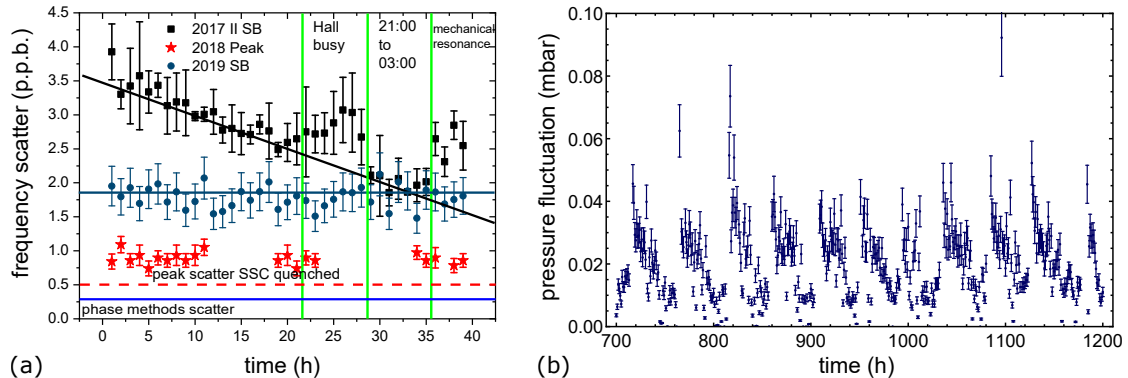 4.5
4.0
3.5
3.0
2.5
2.0
1.5
1.0
0.5
0.0
frequency scatter (p.p.b.)
2017 II SB
2018 Peak
2019 SB
Hall
busy
21:00
to
03:00
mechanical
resonance
peak scatter SSC quenched
phase methods scatter
0 5 10 15 20 25 30 35 40
time (h)
(a)
0.10
0.08
0.06
0.04
0.02
0.00
pressure fluctuation (mbar)
700 800 900 1000 1100 1200
time (h)
(b)